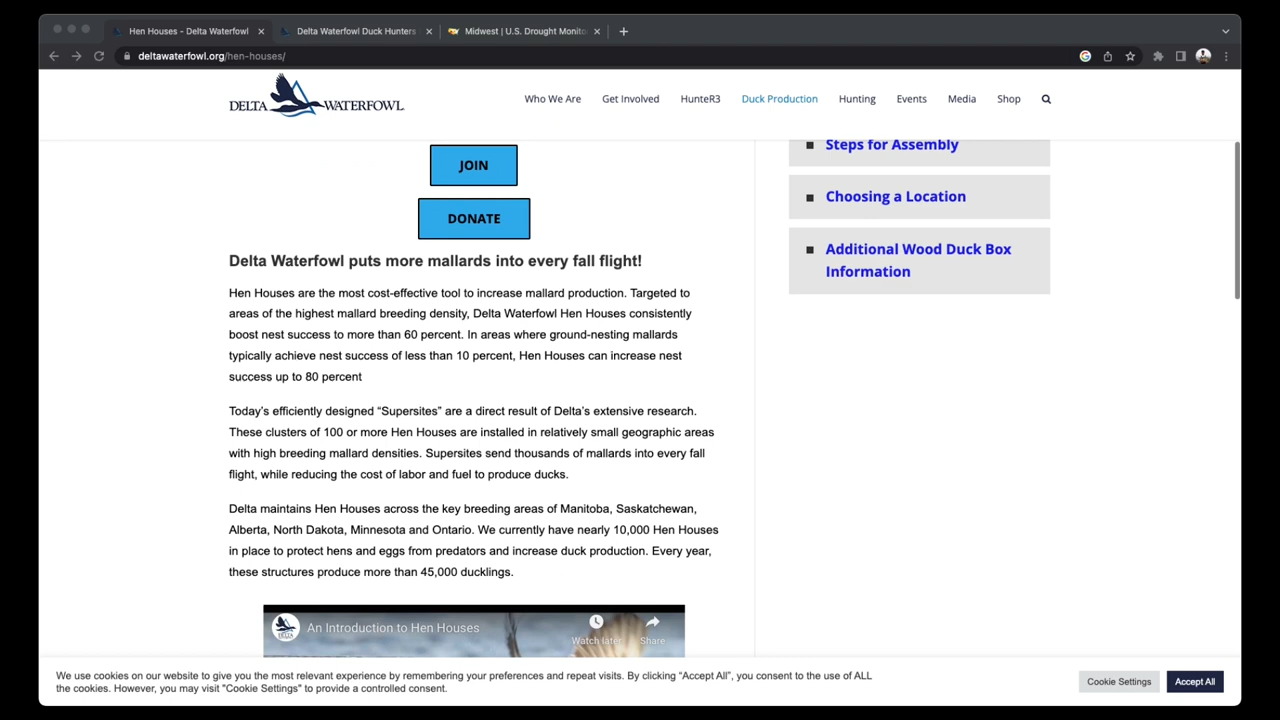 Hen Houses - Delta Waterfowl
Delta Waterfowl Duck Hunters
Midwest | U.S. Drought Monito
deltawaterfowl.org/hen-houses/
DELTA WATERFOWL
Who We Are
Get Involved
HunteR3
Duck Production
Hunting
Events
Media
Shop
JOIN
DONATE
Delta Waterfowl puts more mallards into every fall flight!
Hen Houses are the most cost-effective tool to increase mallard production. Targeted to
areas of the highest mallard breeding density, Delta Waterfowl Hen Houses consistently
boost nest success to more than 60 percent. In areas where ground-nesting mallards
typically achieve nest success of less than 10 percent, Hen Houses can increase nest
success up to 80 percent
Today’s efficiently designed “Supersites” are a direct result of Delta’s extensive research.
These clusters of 100 or more Hen Houses are installed in relatively small geographic areas
with high breeding mallard densities. Supersites send thousands of mallards into every fall
flight, while reducing the cost of labor and fuel to produce ducks.
Delta maintains Hen Houses across the key breeding areas of Manitoba, Saskatchewan,
Alberta, North Dakota, Minnesota and Ontario. We currently have nearly 10,000 Hen Houses
in place to protect hens and eggs from predators and increase duck production. Every year,
these structures produce more than 45,000 ducklings.
An Introduction to Hen Houses
Watch later
Share
Steps for Assembly
Choosing a Location
Additional Wood Duck Box
Information
We use cookies on our website to give you the most relevant experience by remembering your preferences and repeat visits. By clicking “Accept All”, you consent to the use of ALL
the cookies. However, you may visit "Cookie Settings" to provide a controlled consent.
Cookie Settings
Accept All